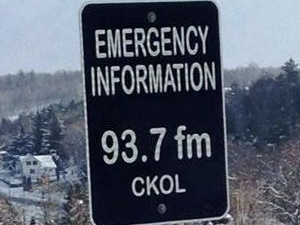 EMERGENCY
INFORMATION
93.7 fm
CKOL